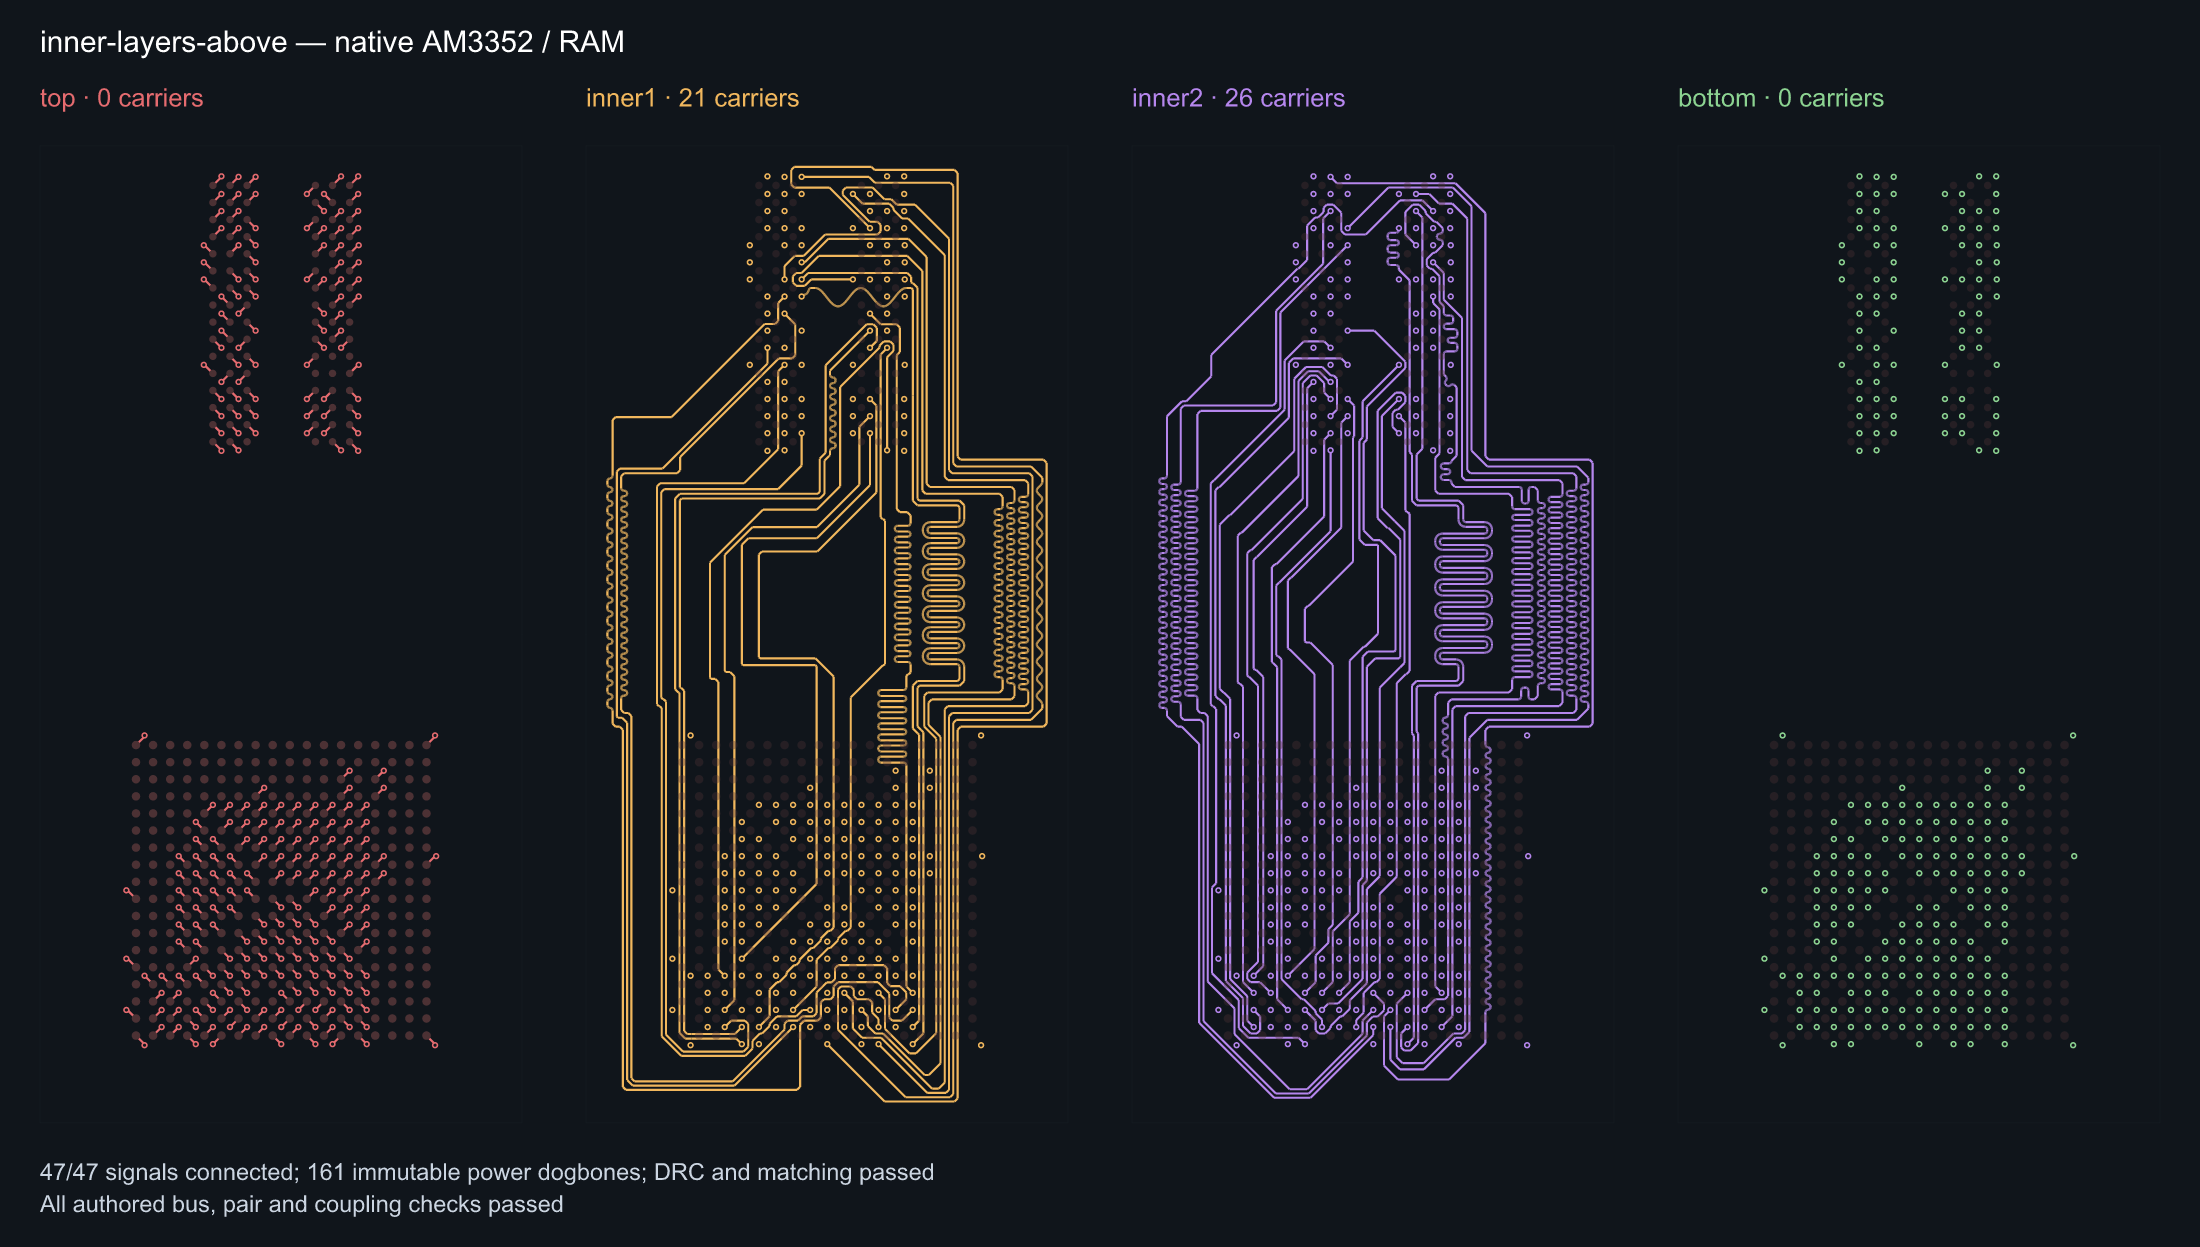 inner-layers-above — native AM3352 / RAM
top · 0 carriers
inner1 · 21 carriers
inner2 · 26 carriers
bottom · 0 carriers
47/47 signals connected; 161 immutable power dogbones; DRC and matching passed
All authored bus, pair and coupling checks passed